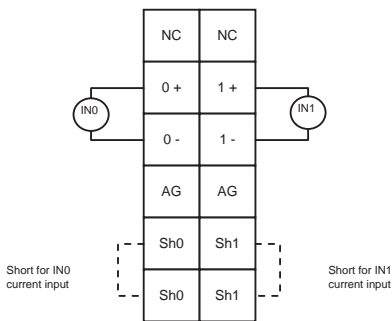 NC NC
0 + 1 +
IN0 IN1
0 - 1 -
AG AG
Sh0 Sh1
Short for IN0
current input
Short for IN1
current input
Sh0 Sh1